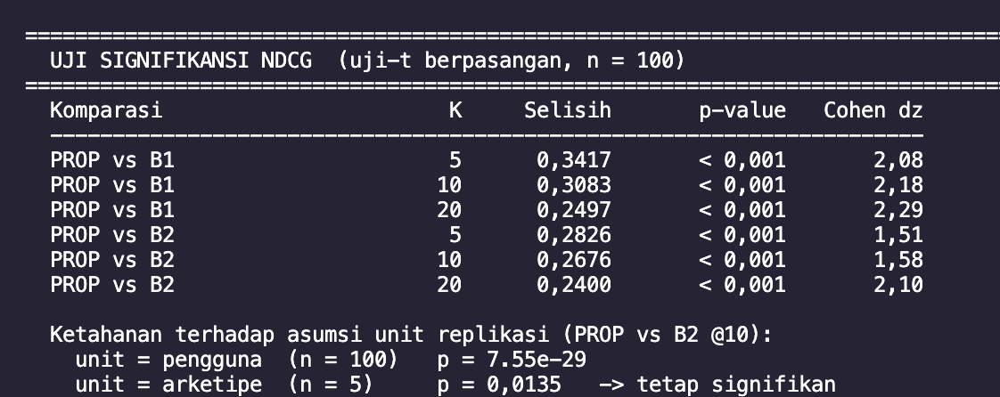 ================================================================================
UJI SIGNIFIKANSI NDCG  (uji-t berpasangan, n = 100)
================================================================================
Komparasi                       K     Selisih       p-value   Cohen dz
----------------------------------------------------------------------
PROP vs B1                      5      0,3417       < 0,001       2,08
PROP vs B1                     10      0,3083       < 0,001       2,18
PROP vs B1                     20      0,2497       < 0,001       2,29
PROP vs B2                      5      0,2826       < 0,001       1,51
PROP vs B2                     10      0,2676       < 0,001       1,58
PROP vs B2                     20      0,2400       < 0,001       2,10
Ketahanan terhadap asumsi unit replikasi (PROP vs B2 @10):
unit = pengguna  (n = 100)   p = 7.55e-29
unit = arketipe  (n = 5)     p = 0,0135   -> tetap signifikan